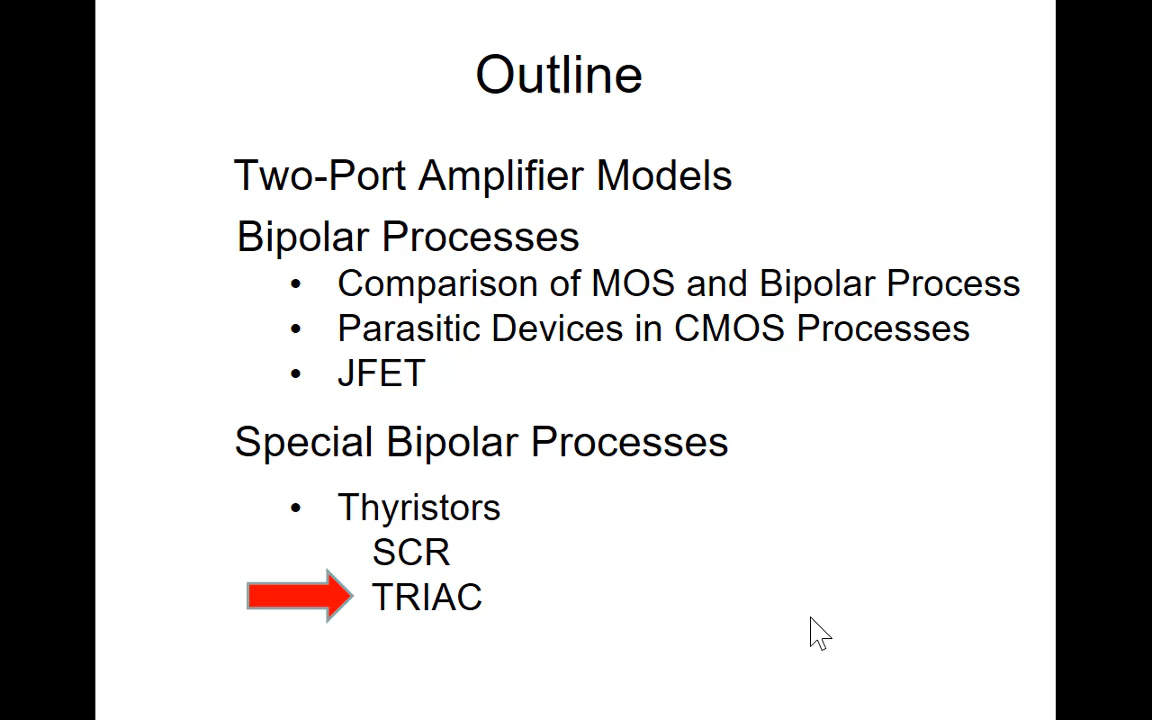 Outline
Two-Port Amplifier Models
Bipolar Processes
• Comparison of MOS and Bipolar Process
• Parasitic Devices in CMOS Processes
• JFET
Special Bipolar Processes
• Thyristors
SCR
TRIAC